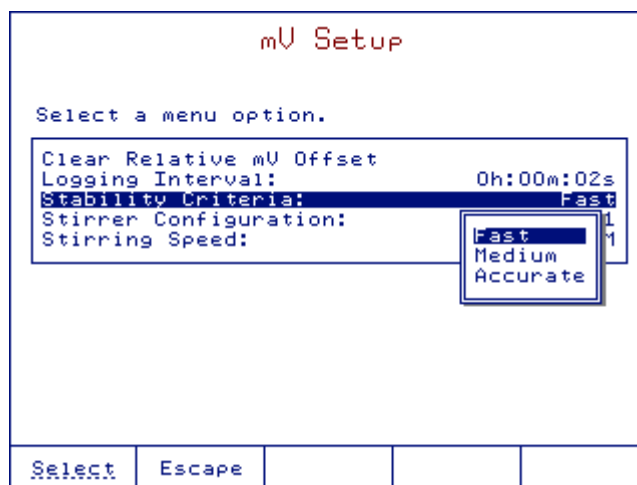 mV Setup
Select a menu option.
Clear Relative mV Offset
Logging Interval: 0h:00m:02s
Stability Criteria: Fast
Stirrer Configuration: 1
Stirring Speed: M
Fast
Medium
Accurate
Select Escape